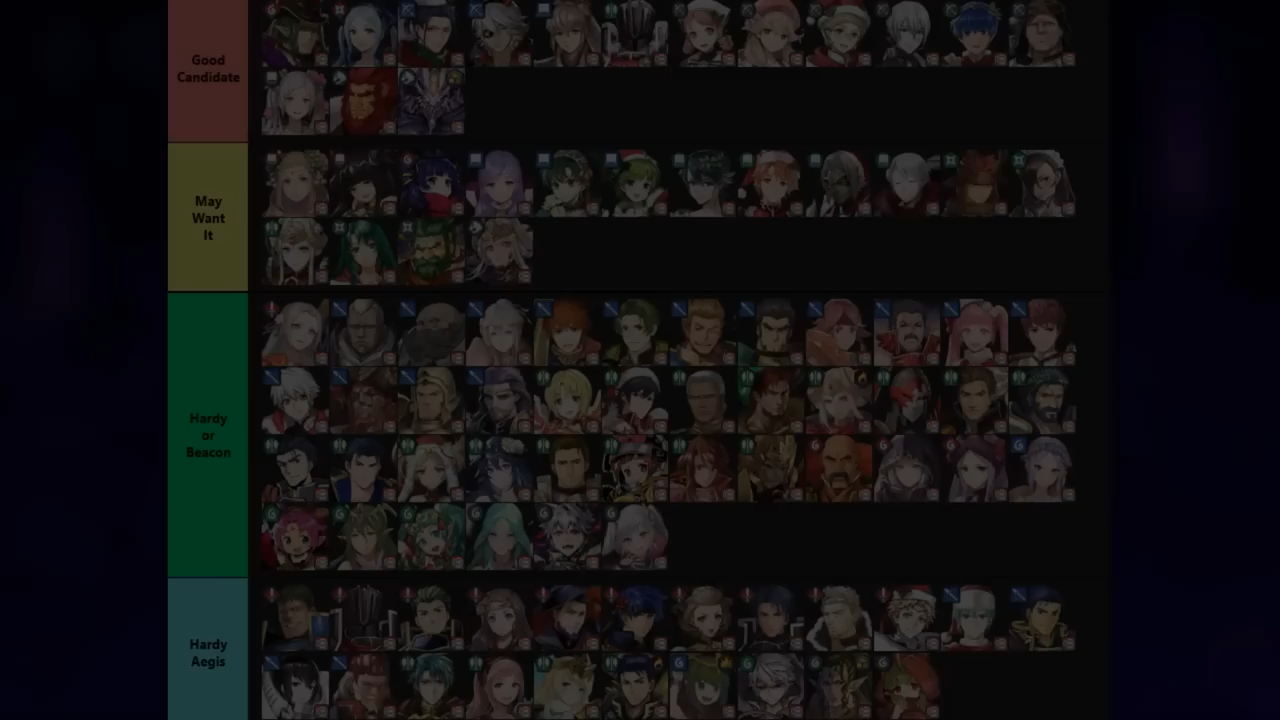 Good
Candidate
May
Want
It
Hardy
or
Beacon
Hardy
Aegis